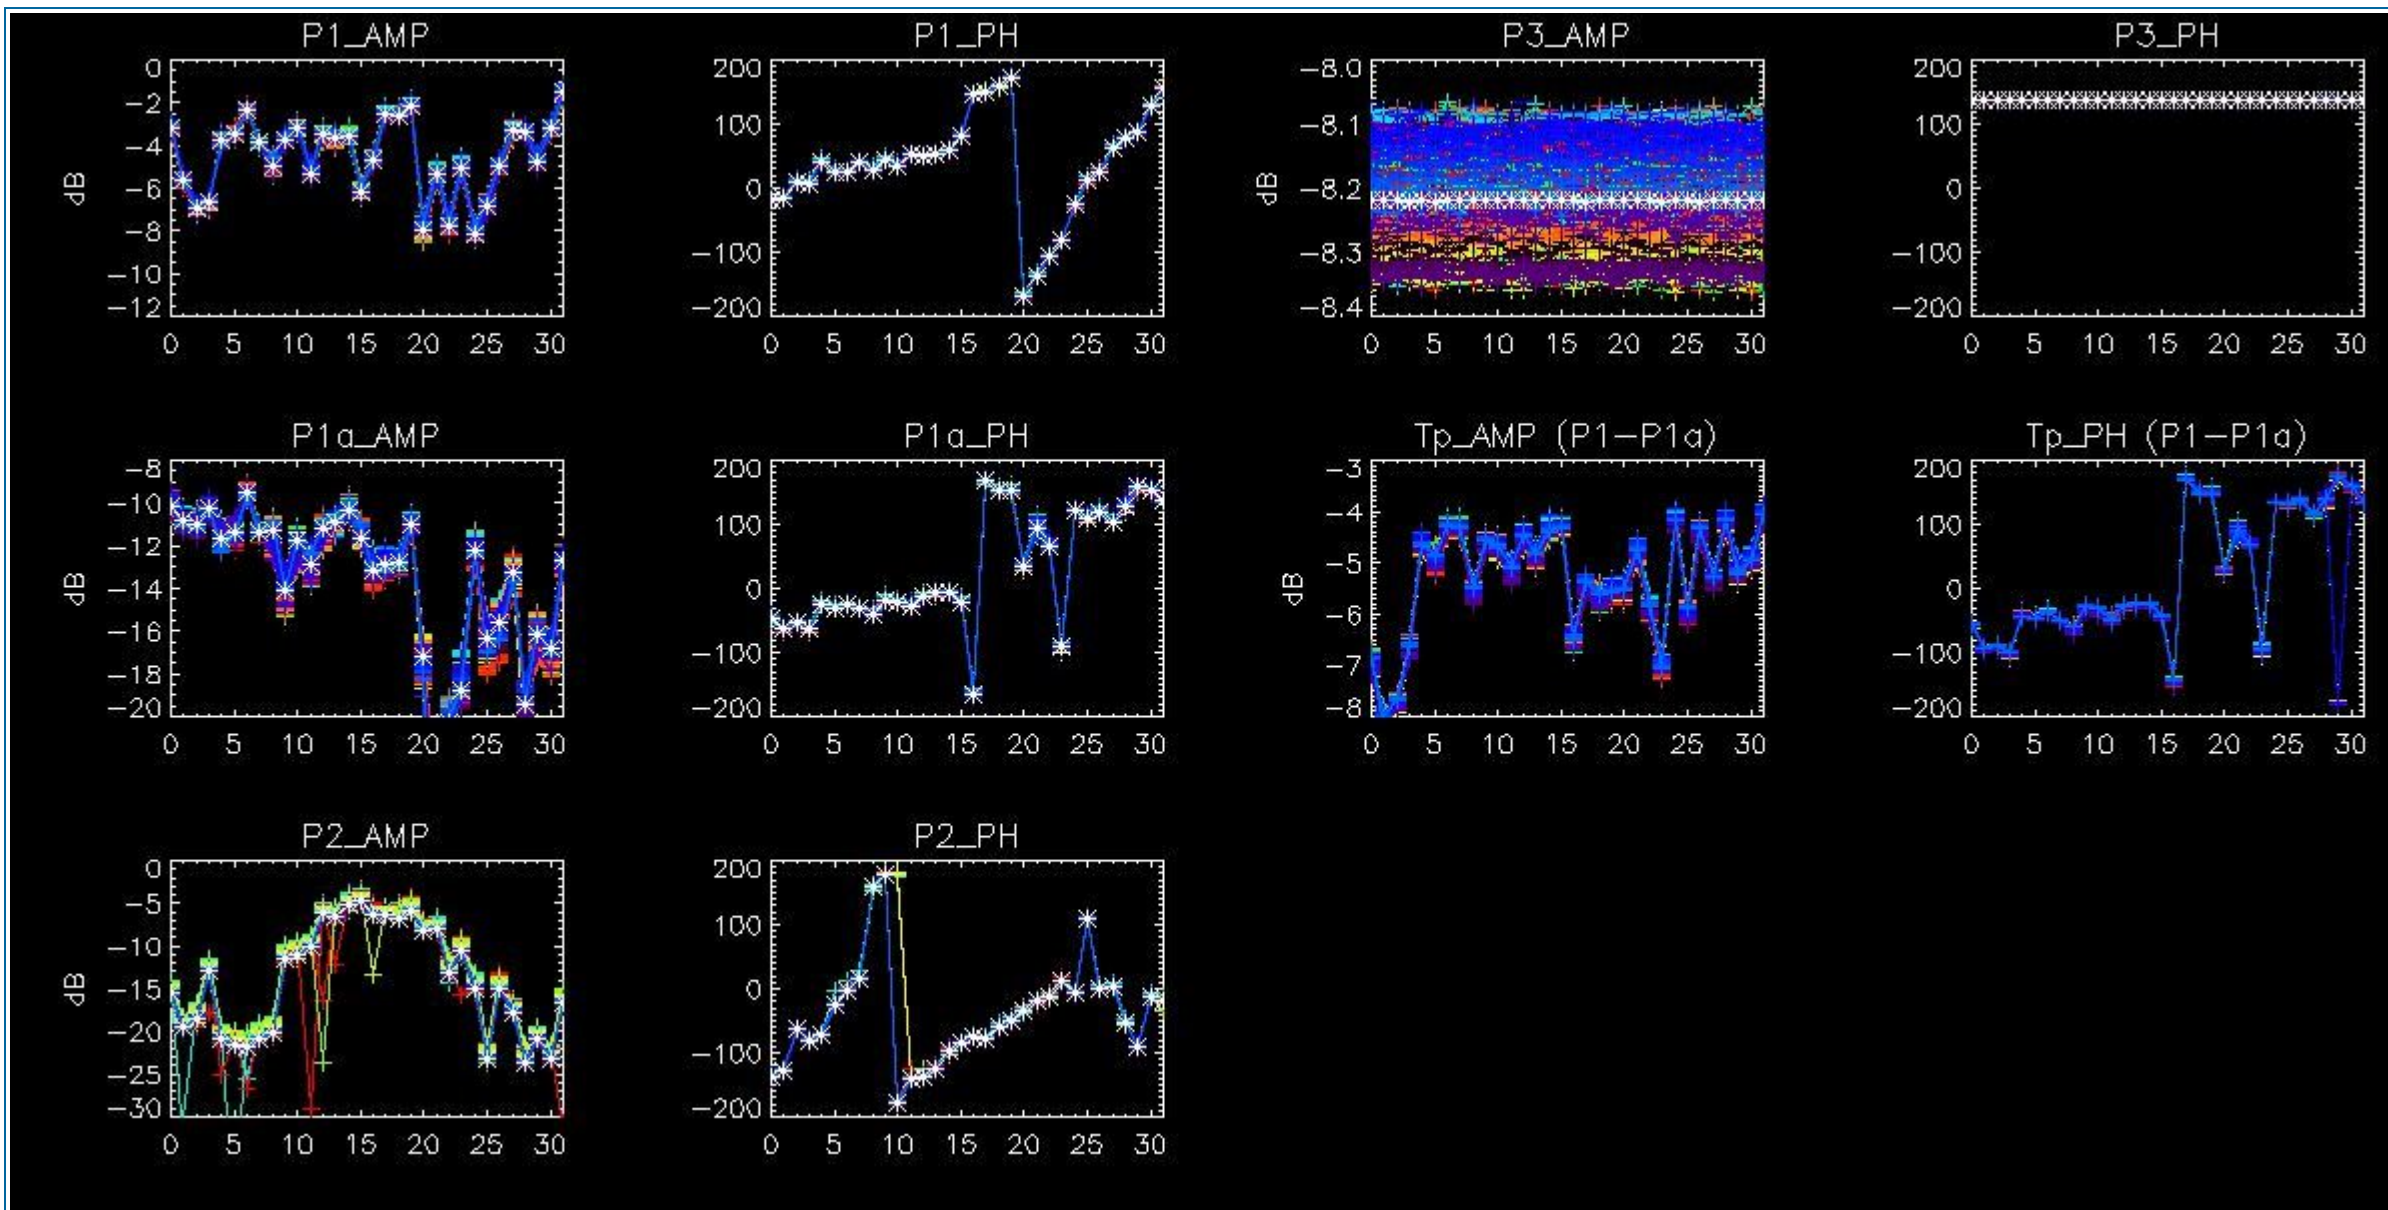 P1_AMP
0
−2
−4
−6
−8
−10
−12
dB
0 5 10 15 20 25 30
P1_PH
200
100
0
−100
−200
0 5 10 15 20 25 30
P3_AMP
−8.0
−8.1
−8.2
−8.3
−8.4
dB
0 5 10 15 20 25 30
P3_PH
200
100
0
−100
−200
0 5 10 15 20 25 30
P1a_AMP
−8
−10
−12
−14
−16
−18
−20
dB
0 5 10 15 20 25 30
P1a_PH
200
100
0
−100
−200
0 5 10 15 20 25 30
Tp_AMP (P1−P1a)
−3
−4
−5
−6
−7
−8
dB
0 5 10 15 20 25 30
Tp_PH (P1−P1a)
200
100
0
−100
−200
0 5 10 15 20 25 30
P2_AMP
0
−5
−10
−15
−20
−25
−30
dB
0 5 10 15 20 25 30
P2_PH
200
100
0
−100
−200
0 5 10 15 20 25 30